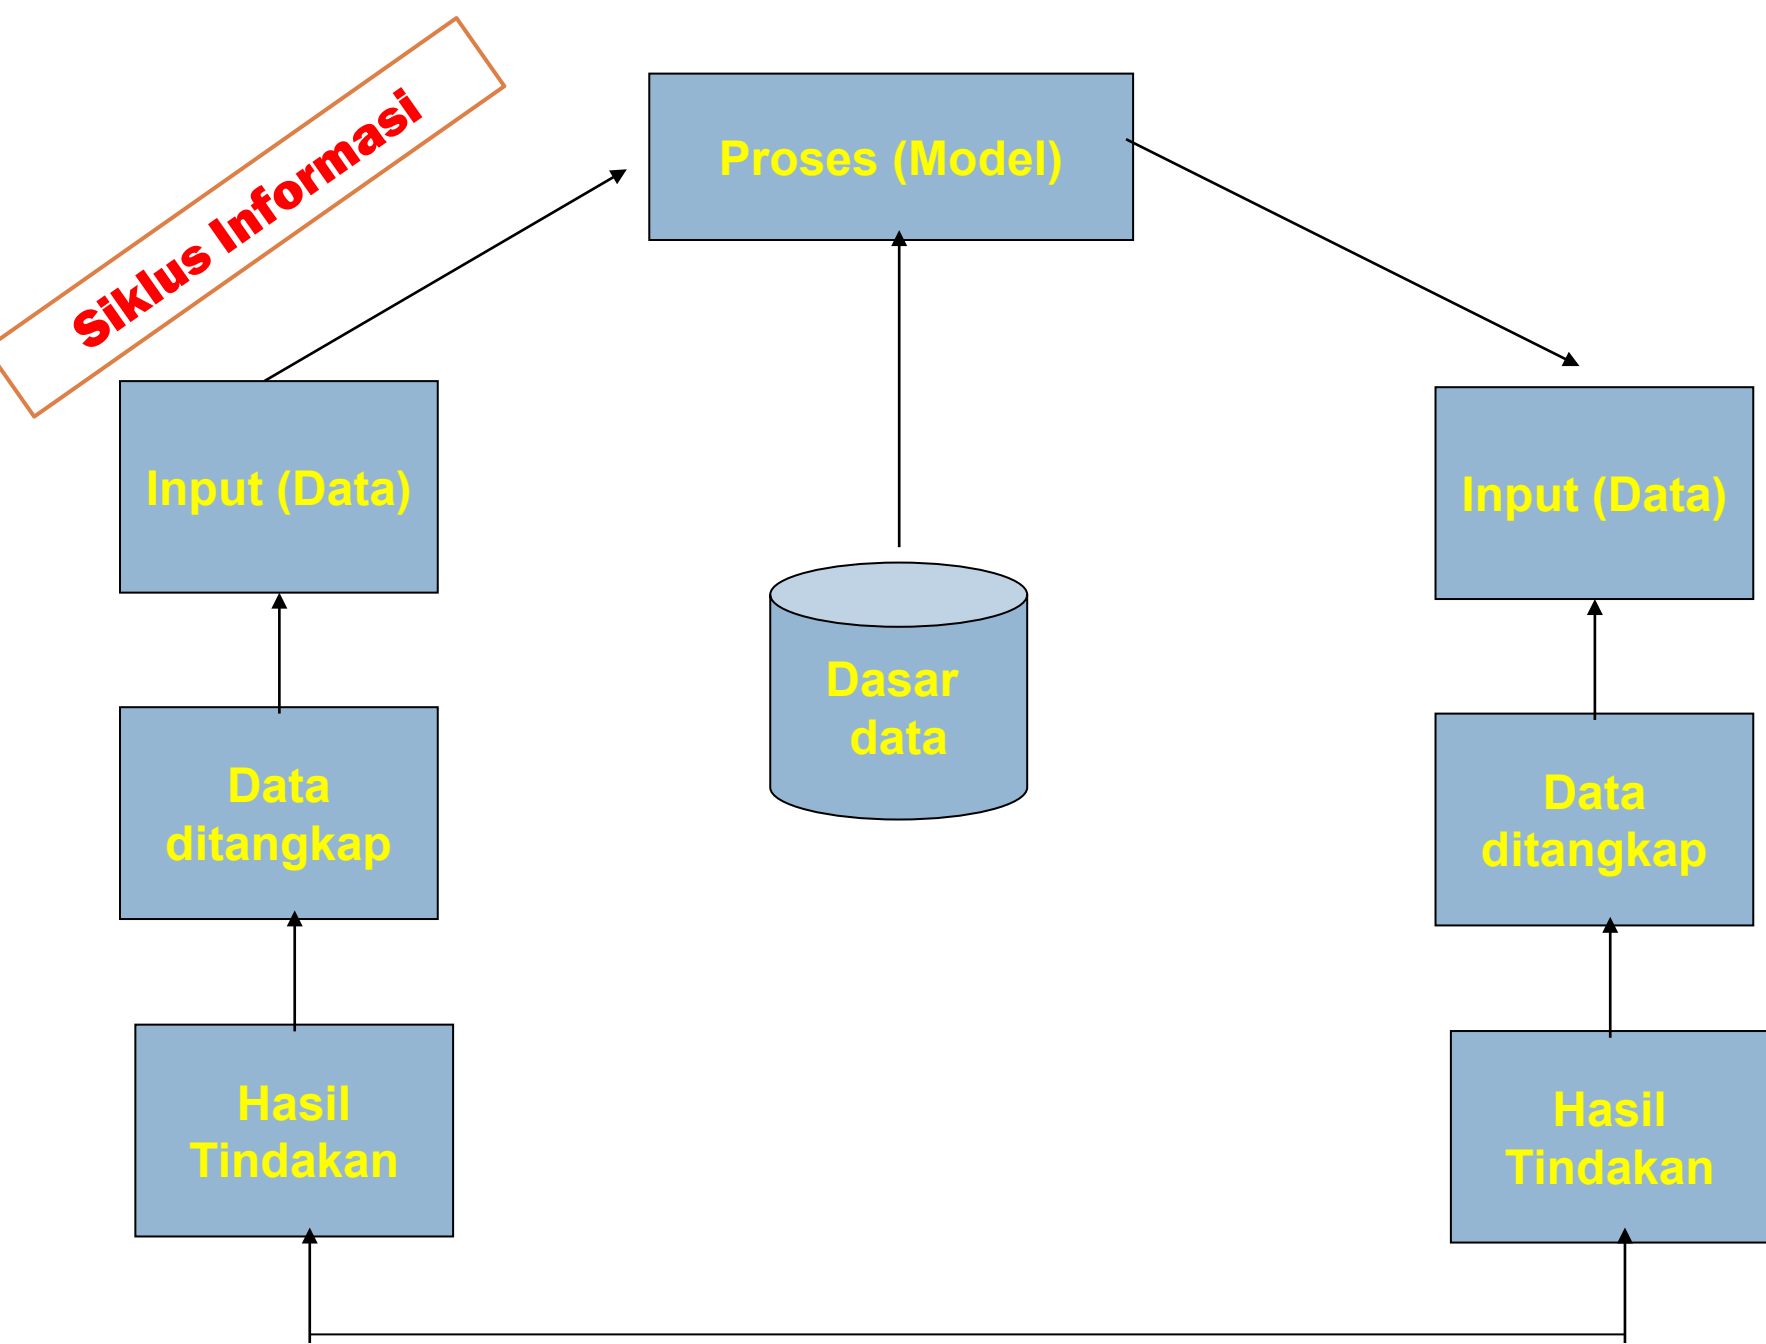 Siklus Informasi
Proses (Model)
Input (Data)
Input (Data)
Dasar
data
Data
ditangkap
Data
ditangkap
Hasil
Tindakan
Hasil
Tindakan